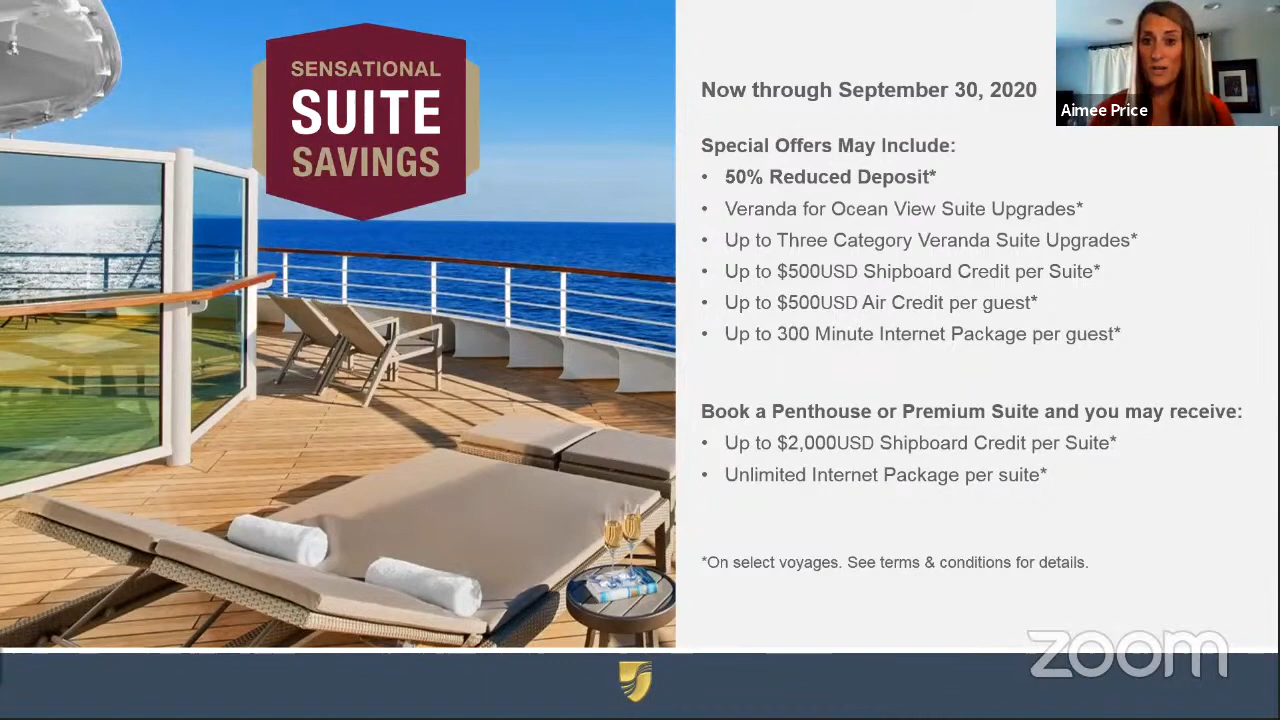 SENSATIONAL
SUITE
SAVINGS
Now through September 30, 2020
Aimee Price
Special Offers May Include:
• 50% Reduced Deposit*
• Veranda for Ocean View Suite Upgrades*
• Up to Three Category Veranda Suite Upgrades*
• Up to $500USD Shipboard Credit per Suite*
• Up to $500USD Air Credit per guest*
• Up to 300 Minute Internet Package per guest*
Book a Penthouse or Premium Suite and you may receive:
• Up to $2,000USD Shipboard Credit per Suite*
• Unlimited Internet Package per suite*
*On select voyages. See terms & conditions for details.
zoom